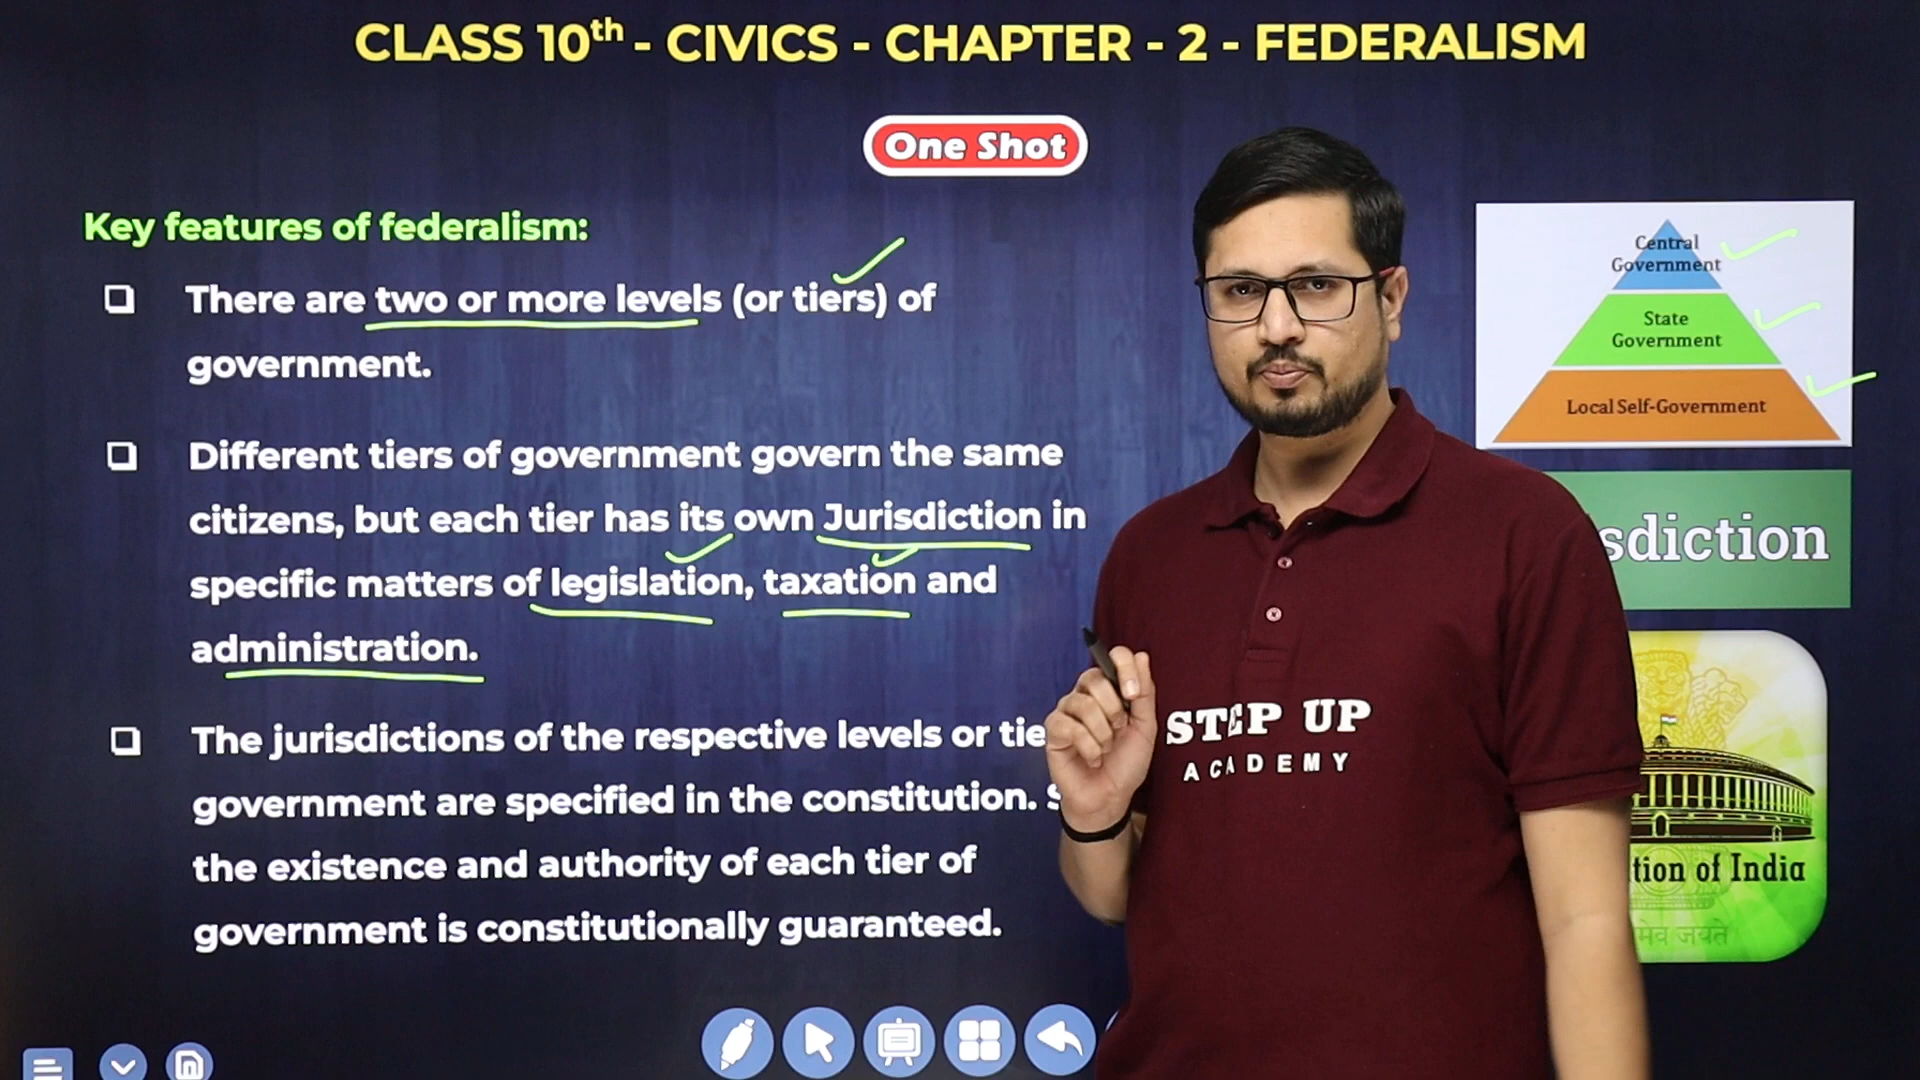 CLASS 10th - CIVICS - CHAPTER - 2 - FEDERALISM
One Shot
Key features of federalism:
There are two or more levels (or tiers) of
government.
Different tiers of government govern the same
citizens, but each tier has its own Jurisdiction in
specific matters of legislation, taxation and
administration.
The jurisdictions of the respective levels or tie
government are specified in the constitution. S
the existence and authority of each tier of
government is constitutionally guaranteed.
Central
Government
State
Government
Local Self-Government
sdiction
tion of India
मेव जयते
STEP UP
ACADEMY